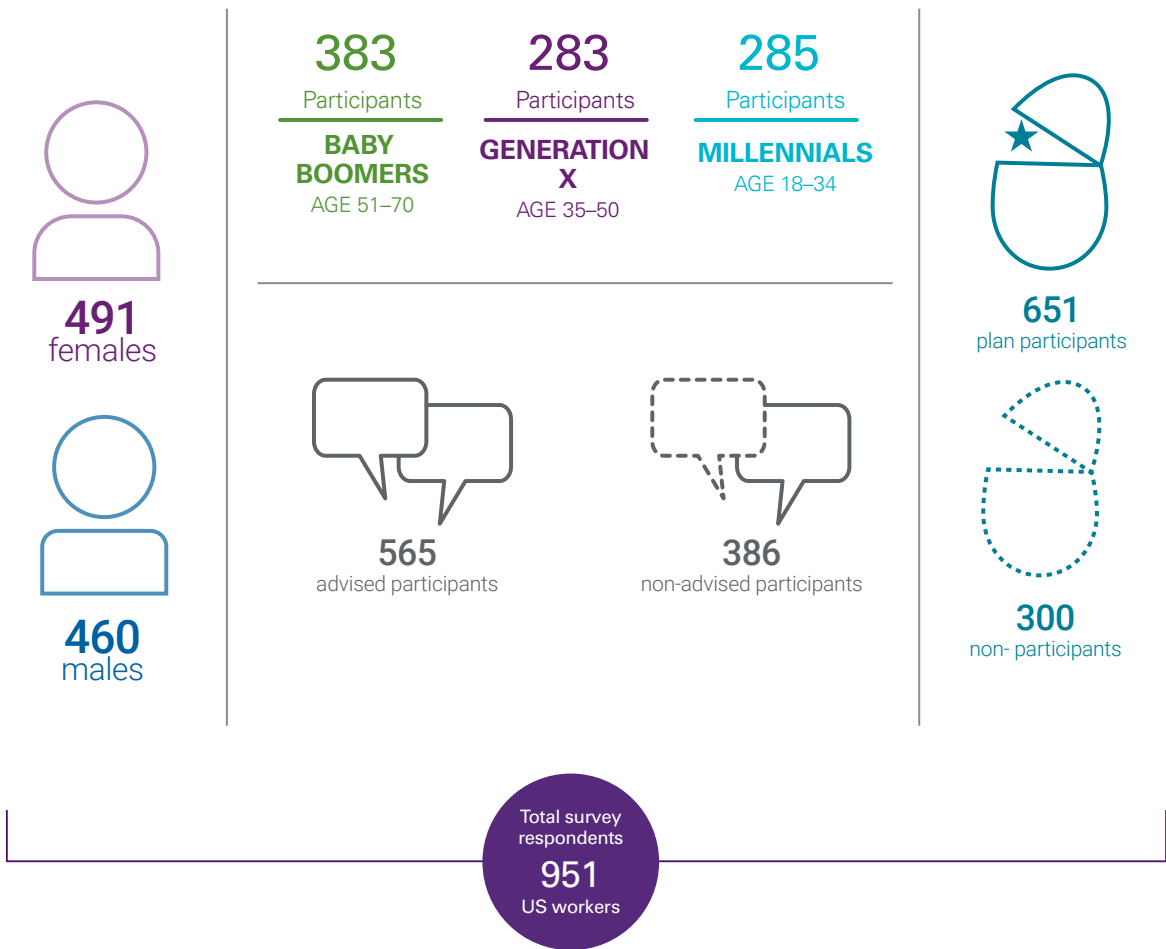 491
females
460
males
383
Participants
BABY
BOOMERS
AGE 51–70
283
Participants
GENERATION
X
AGE 35–50
285
Participants
MILLENNIALS
AGE 18–34
565
advised participants
386
non-advised participants
651
plan participants
300
non- participants
Total survey
respondents
951
US workers